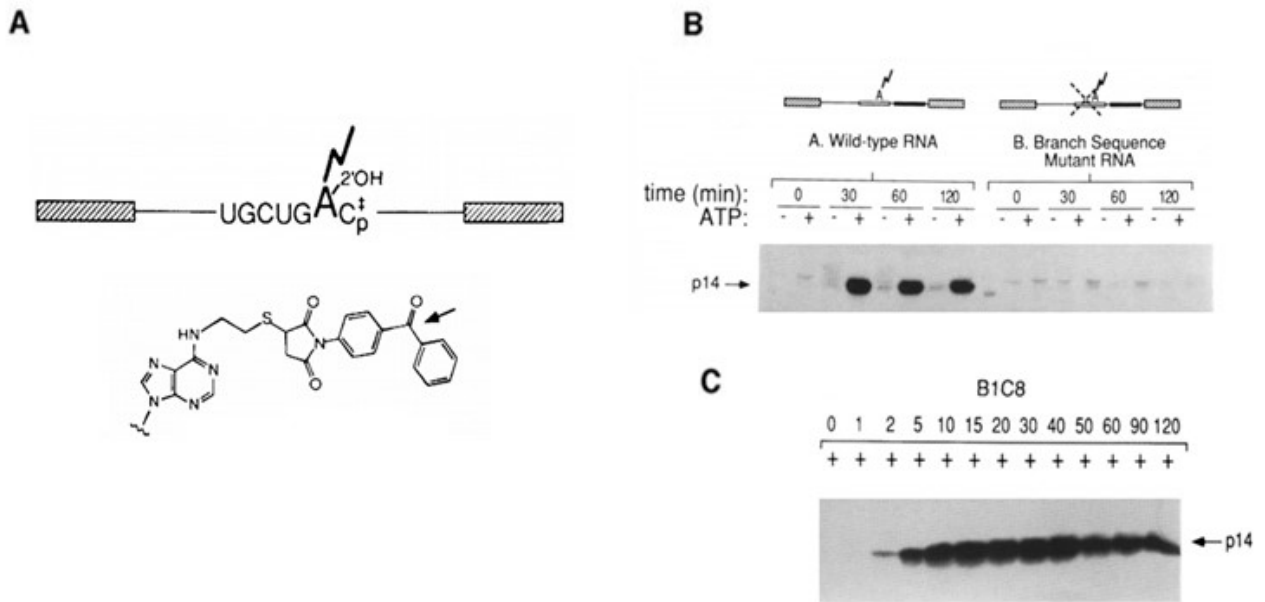 A
2'OH
UGCUGAC‡p
HN
S
O
O
N
O
N
N
N
N
B
A
A
A. Wild-type RNA
B. Branch Sequence
Mutant RNA
time (min): 0 30 60 120 0 30 60 120
ATP: - + - + - + - + - + - + - + - +
p14
C
B1C8
0 1 2 5 10 15 20 30 40 50 60 90 120
+ + + + + + + + + + + + +
p14